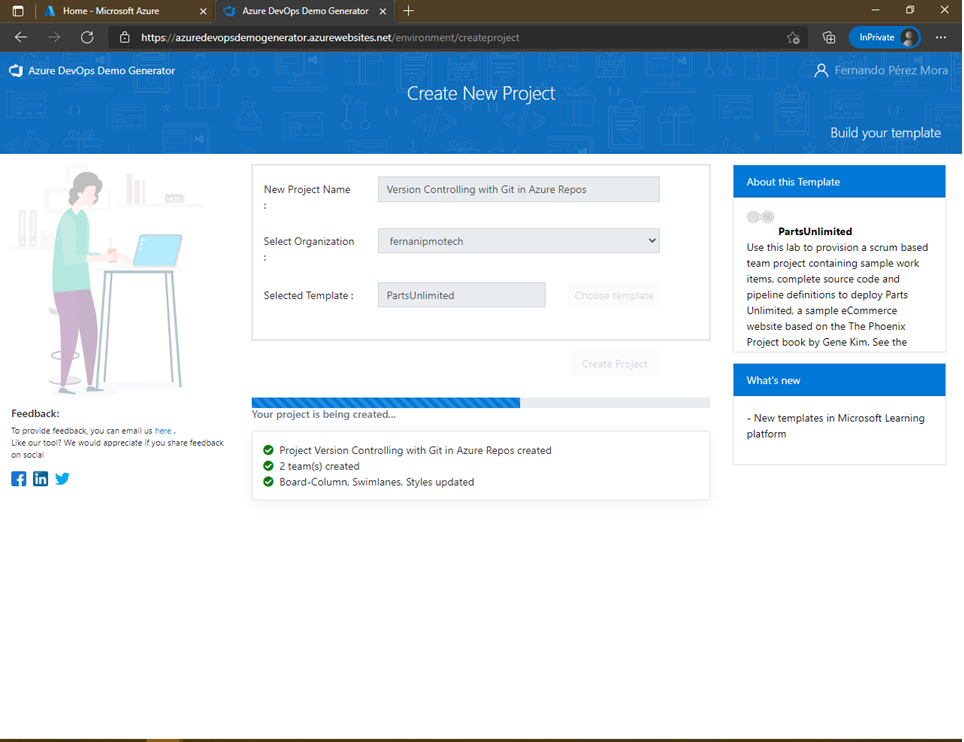 Home - Microsoft Azure
Azure DevOps Demo Generator
https://azuredevopsdemogenerator.azurewebsites.net/environment/createproject
InPrivate
Azure DevOps Demo Generator
Fernando Pérez Mora
Create New Project
Build your template
New Project Name
:
Version Controlling with Git in Azure Repos
Select Organization
:
fernanipmotech
Selected Template :
PartsUnlimited
Choose template
Create Project
Your project is being created...
Project Version Controlling with Git in Azure Repos created
2 team(s) created
Board-Column, Swimlanes, Styles updated
About this Template
PartsUnlimited
Use this lab to provision a scrum based
team project containing sample work
items, complete source code and
pipeline definitions to deploy Parts
Unlimited, a sample eCommerce
website based on the The Phoenix
Project book by Gene Kim. See the
What's new
- New templates in Microsoft Learning
platform
Feedback:
To provide feedback, you can email us here .
Like our tool? We would appreciate if you share feedback
on social